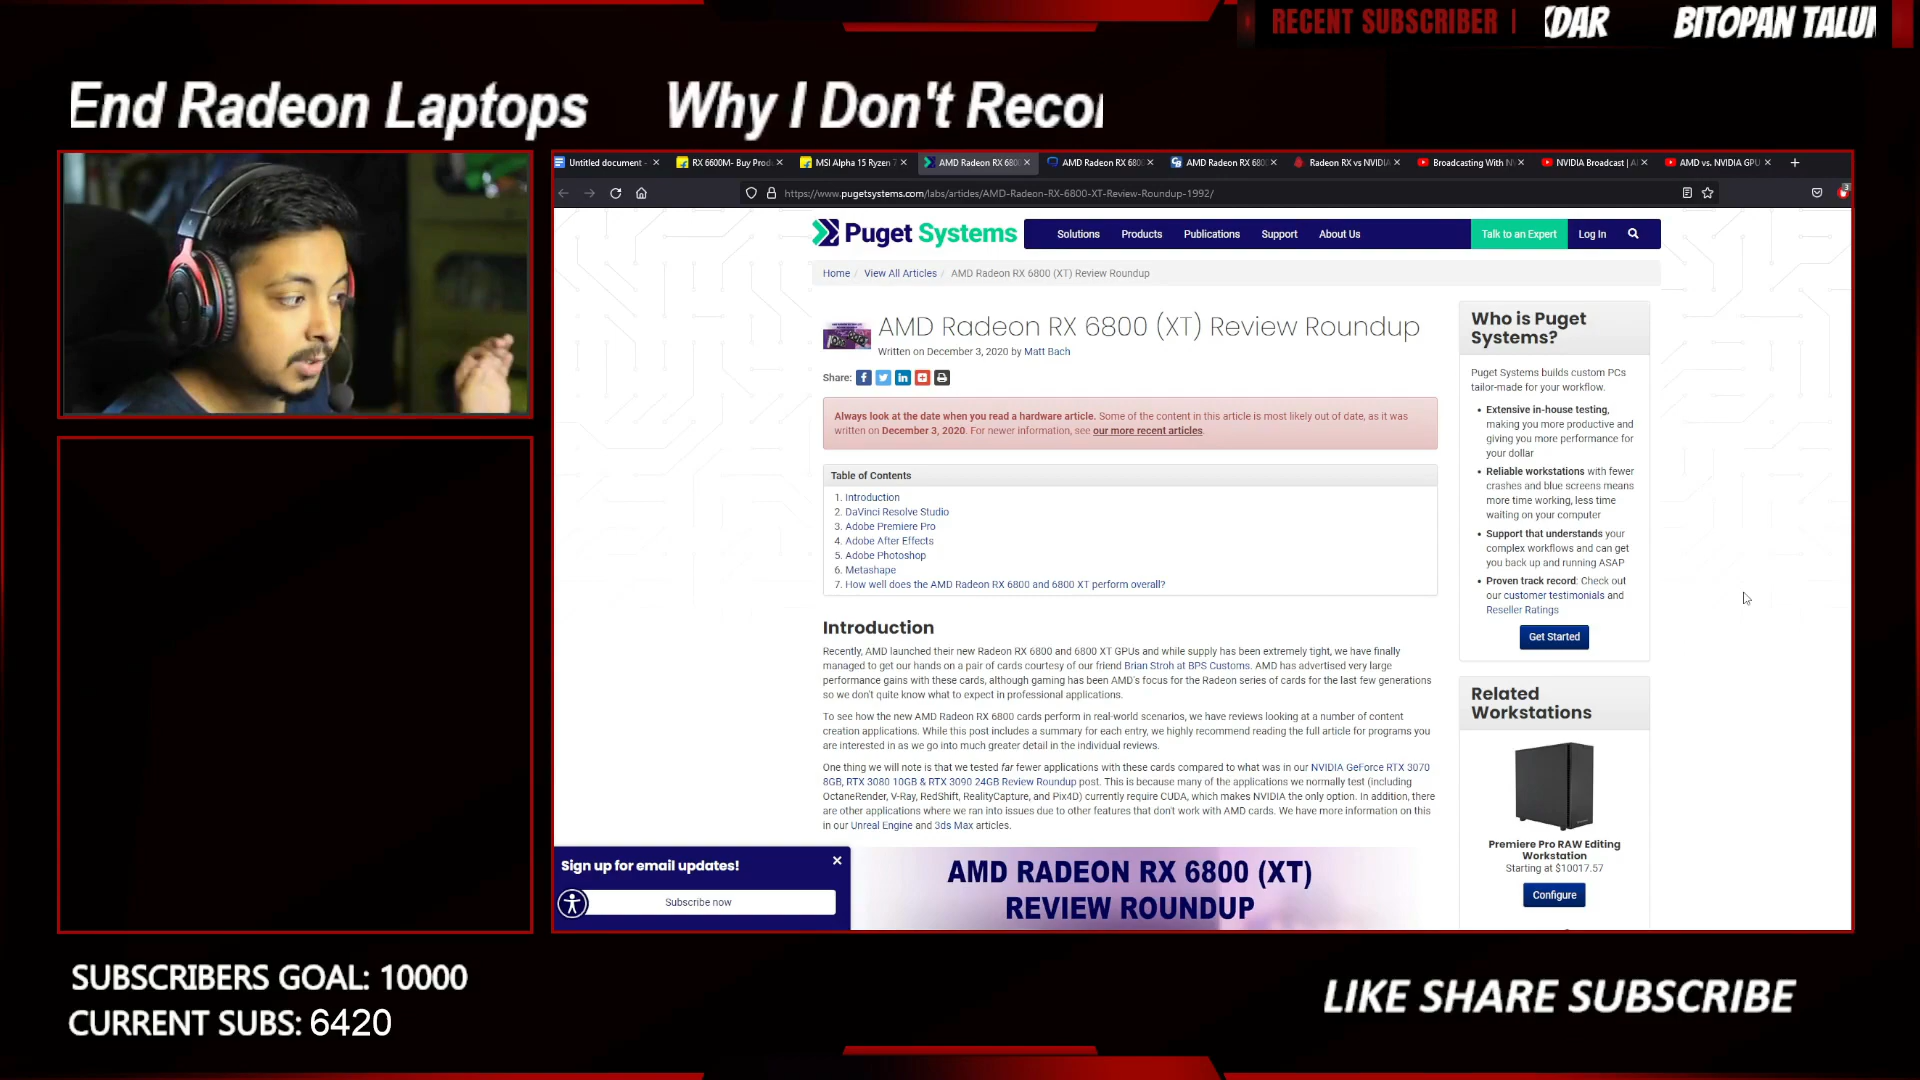 RECENT SUBSCRIBER |
DAR
BITOPAN TALU
End Radeon Laptops
Why I Don't Reco
Untitled document -
RX 6600M- Buy Prod
MSI Alpha 15 Ryzen 7
AMD Radeon RX 680
AMD Radeon RX 680
AMD Radeon RX 680
Radeon RX vs NVIDIA
Broadcasting With N
NVIDIA Broadcast | A
AMD vs. NVIDIA GPU
https://www.pugetsystems.com/labs/articles/AMD-Radeon-RX-6800-XT-Review-Roundup-1992/
3
Puget Systems
Solutions
Products
Publications
Support
About Us
Talk to an Expert
Log In
Home / View All Articles / AMD Radeon RX 6800 (XT) Review Roundup
AMD Radeon RX 6800 (XT) Review Roundup
Written on December 3, 2020 by Matt Bach
Share:
Always look at the date when you read a hardware article. Some of the content in this article is most likely out of date, as it was
written on December 3, 2020. For newer information, see our more recent articles.
Table of Contents
1. Introduction
2. DaVinci Resolve Studio
3. Adobe Premiere Pro
4. Adobe After Effects
5. Adobe Photoshop
6. Metashape
7. How well does the AMD Radeon RX 6800 and 6800 XT perform overall?
Introduction
Recently, AMD launched their new Radeon RX 6800 and 6800 XT GPUs and while supply has been extremely tight, we have finally
managed to get our hands on a pair of cards courtesy of our friend Brian Stroh at BPS Customs. AMD has advertised very large
performance gains with these cards, although gaming has been AMD's focus for the Radeon series of cards for the last few generations
so we don't quite know what to expect in professional applications.
To see how the new AMD Radeon RX 6800 cards perform in real-world scenarios, we have reviews looking at a number of content
creation applications. While this post includes a summary for each entry, we highly recommend reading the full article for programs you
are interested in as we go into much greater detail in the individual reviews.
One thing we will note is that we tested far fewer applications with these cards compared to what was in our NVIDIA GeForce RTX 3070
8GB, RTX 3080 10GB & RTX 3090 24GB Review Roundup post. This is because many of the applications we normally test (including
OctaneRender, V-Ray, RedShift, RealityCapture, and Pix4D) currently require CUDA, which makes NVIDIA the only option. In addition, there
are other applications where we ran into issues due to other features that don't work with AMD cards. We have more information on this
in our Unreal Engine and 3ds Max articles.
AMD RADEON RX 6800 (XT)
REVIEW ROUNDUP
Who is Puget
Systems?
Puget Systems builds custom PCs
tailor-made for your workflow.
Extensive in-house testing,
making you more productive and
giving you more performance for
your dollar
Reliable workstations with fewer
crashes and blue screens means
more time working, less time
waiting on your computer
Support that understands your
complex workflows and can get
you back up and running ASAP
Proven track record: Check out
our customer testimonials and
Reseller Ratings
Get Started
Related
Workstations
Premiere Pro RAW Editing
Workstation
Starting at $10017.57
Configure
Sign up for email updates!
Subscribe now
SUBSCRIBERS GOAL: 10000
CURRENT SUBS: 6420
LIKE SHARE SUBSCRIBE